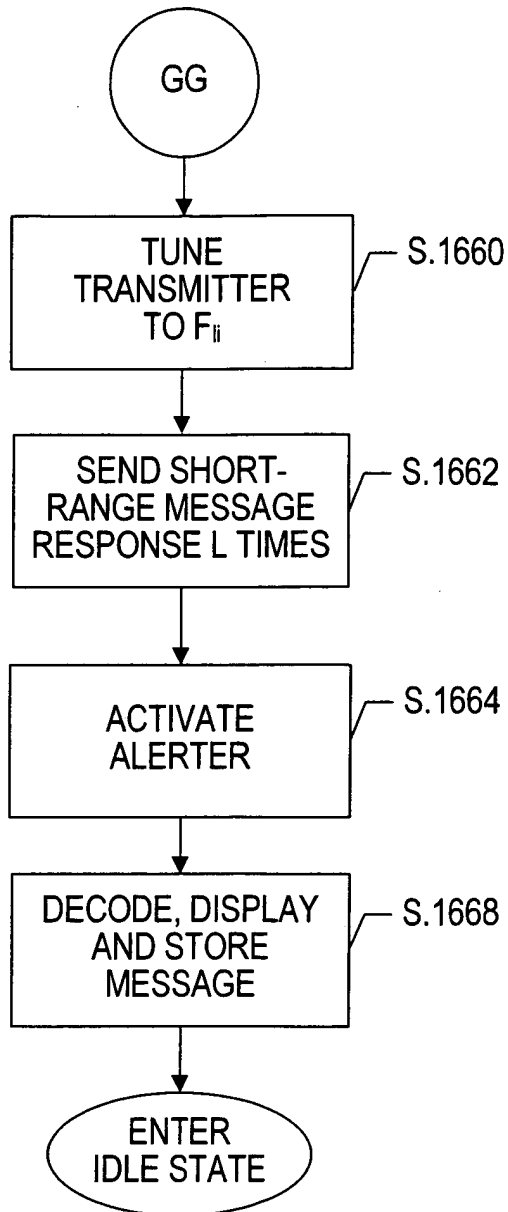 GG
TUNE
TRANSMITTER
TO Fli
S.1660
SEND SHORT-
RANGE MESSAGE
RESPONSE L TIMES
S.1662
ACTIVATE
ALERTER
S.1664
DECODE, DISPLAY
AND STORE
MESSAGE
S.1668
ENTER
IDLE STATE